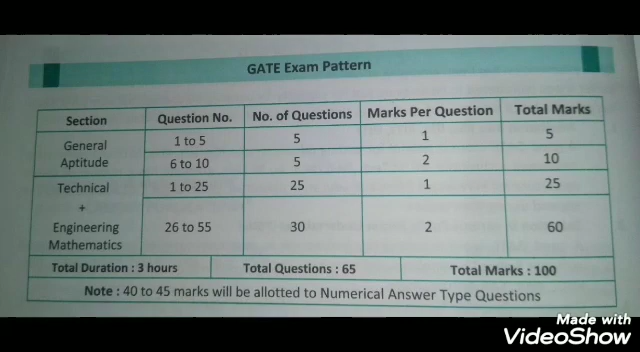 GATE Exam Pattern
Section Question No. No. of Questions Marks Per Question Total Marks
General Aptitude 1 to 5 5 1 5
6 to 10 5 2 10
Technical + Engineering Mathematics 1 to 25 25 1 25
26 to 55 30 2 60
Total Duration : 3 hours Total Questions : 65 Total Marks : 100
Note : 40 to 45 marks will be allotted to Numerical Answer Type Questions
Made with
VideoShow